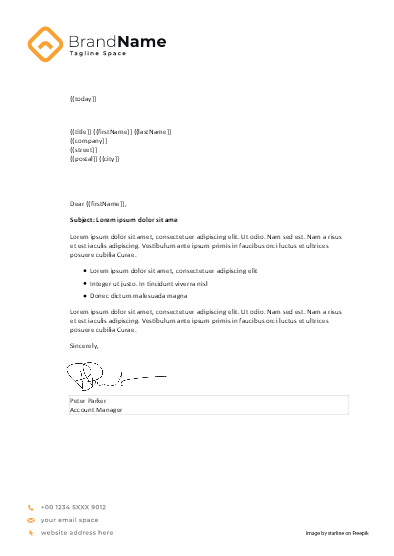 BrandName
Tagline Space
{{today}}
{{title}} {{firstName}} {{lastName}}
{{company}}
{{street}}
{{postal}} {{city}}
Dear {{firstName}},
Subject: Lorem ipsum dolor sit ame
Lorem ipsum dolor sit amet, consectetuer adipiscing elit. Ut odio. Nam sed est. Nam a risus
et est iaculis adipiscing. Vestibulum ante ipsum primis in faucibus orci luctus et ultrices
posuere cubilia Curae.
• Lorem ipsum dolor sit amet, consectetuer adipiscing elit
• Integer ut justo. In tincidunt viverra nisl
• Donec dictum malesuada magna
Lorem ipsum dolor sit amet, consectetuer adipiscing elit. Ut odio. Nam sed est. Nam a risus
et est iaculis adipiscing. Vestibulum ante ipsum primis in faucibus orci luctus et ultrices
posuere cubilia Curae.
Sincerely,
Peter Parker
Account Manager
+00 1234 5XXX 9012
your email space
website address here
Image by starline on Freepik